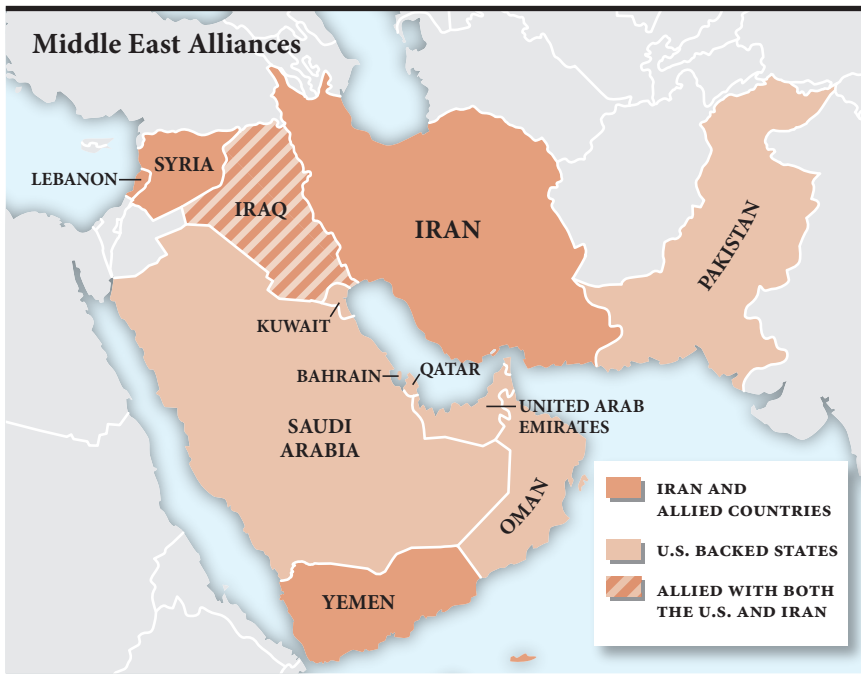 Middle East Alliances
SYRIA
LEBANON
IRAQ
IRAN
PAKISTAN
KUWAIT
BAHRAIN
QATAR
UNITED ARAB
EMIRATES
SAUDI
ARABIA
OMAN
YEMEN
IRAN AND
ALLIED COUNTRIES
U.S. BACKED STATES
ALLIED WITH BOTH
THE U.S. AND IRAN